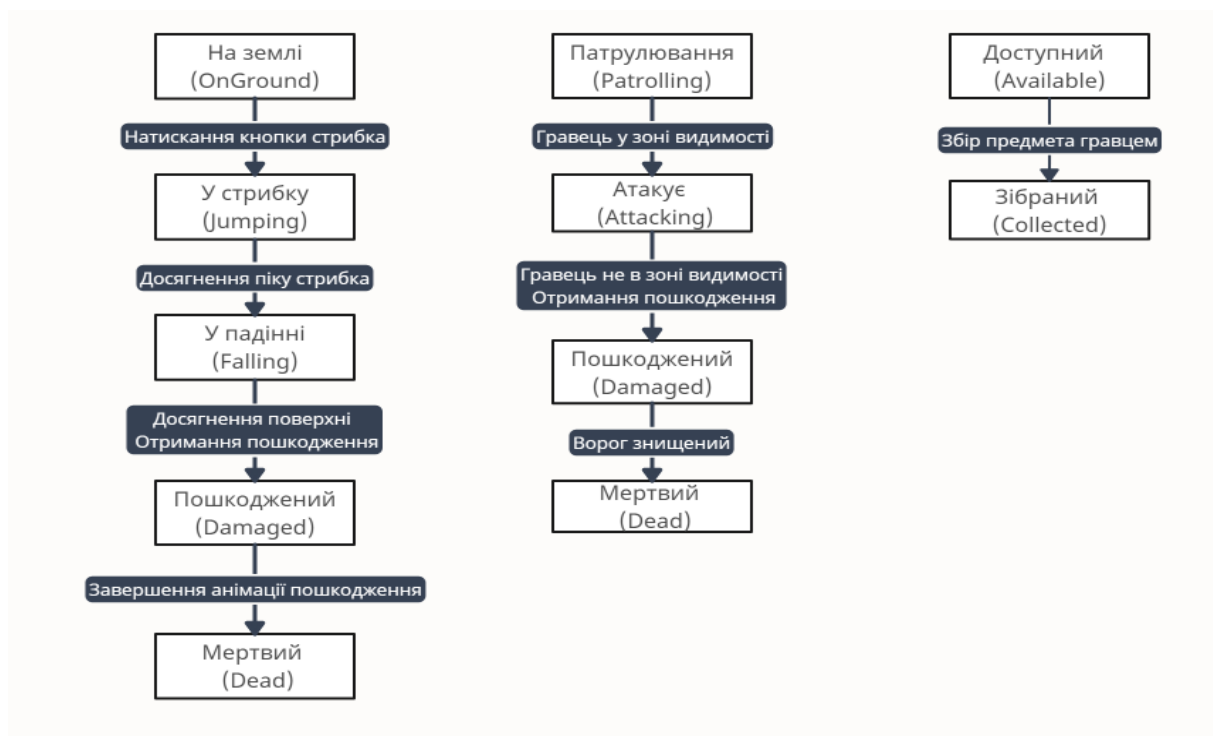 На землі
(OnGround)
Натискання кнопки стрибка
У стрибку
(Jumping)
Досягнення піку стрибка
У падінні
(Falling)
Досягнення поверхні
Отримання пошкодження
Пошкоджений
(Damaged)
Завершення анімації пошкодження
Мертвий
(Dead)
Патрулювання
(Patrolling)
Гравець у зоні видимості
Атакує
(Attacking)
Гравець не в зоні видимості
Отримання пошкодження
Пошкоджений
(Damaged)
Ворог знищений
Мертвий
(Dead)
Доступний
(Available)
Збір предмета гравцем
Зібраний
(Collected)